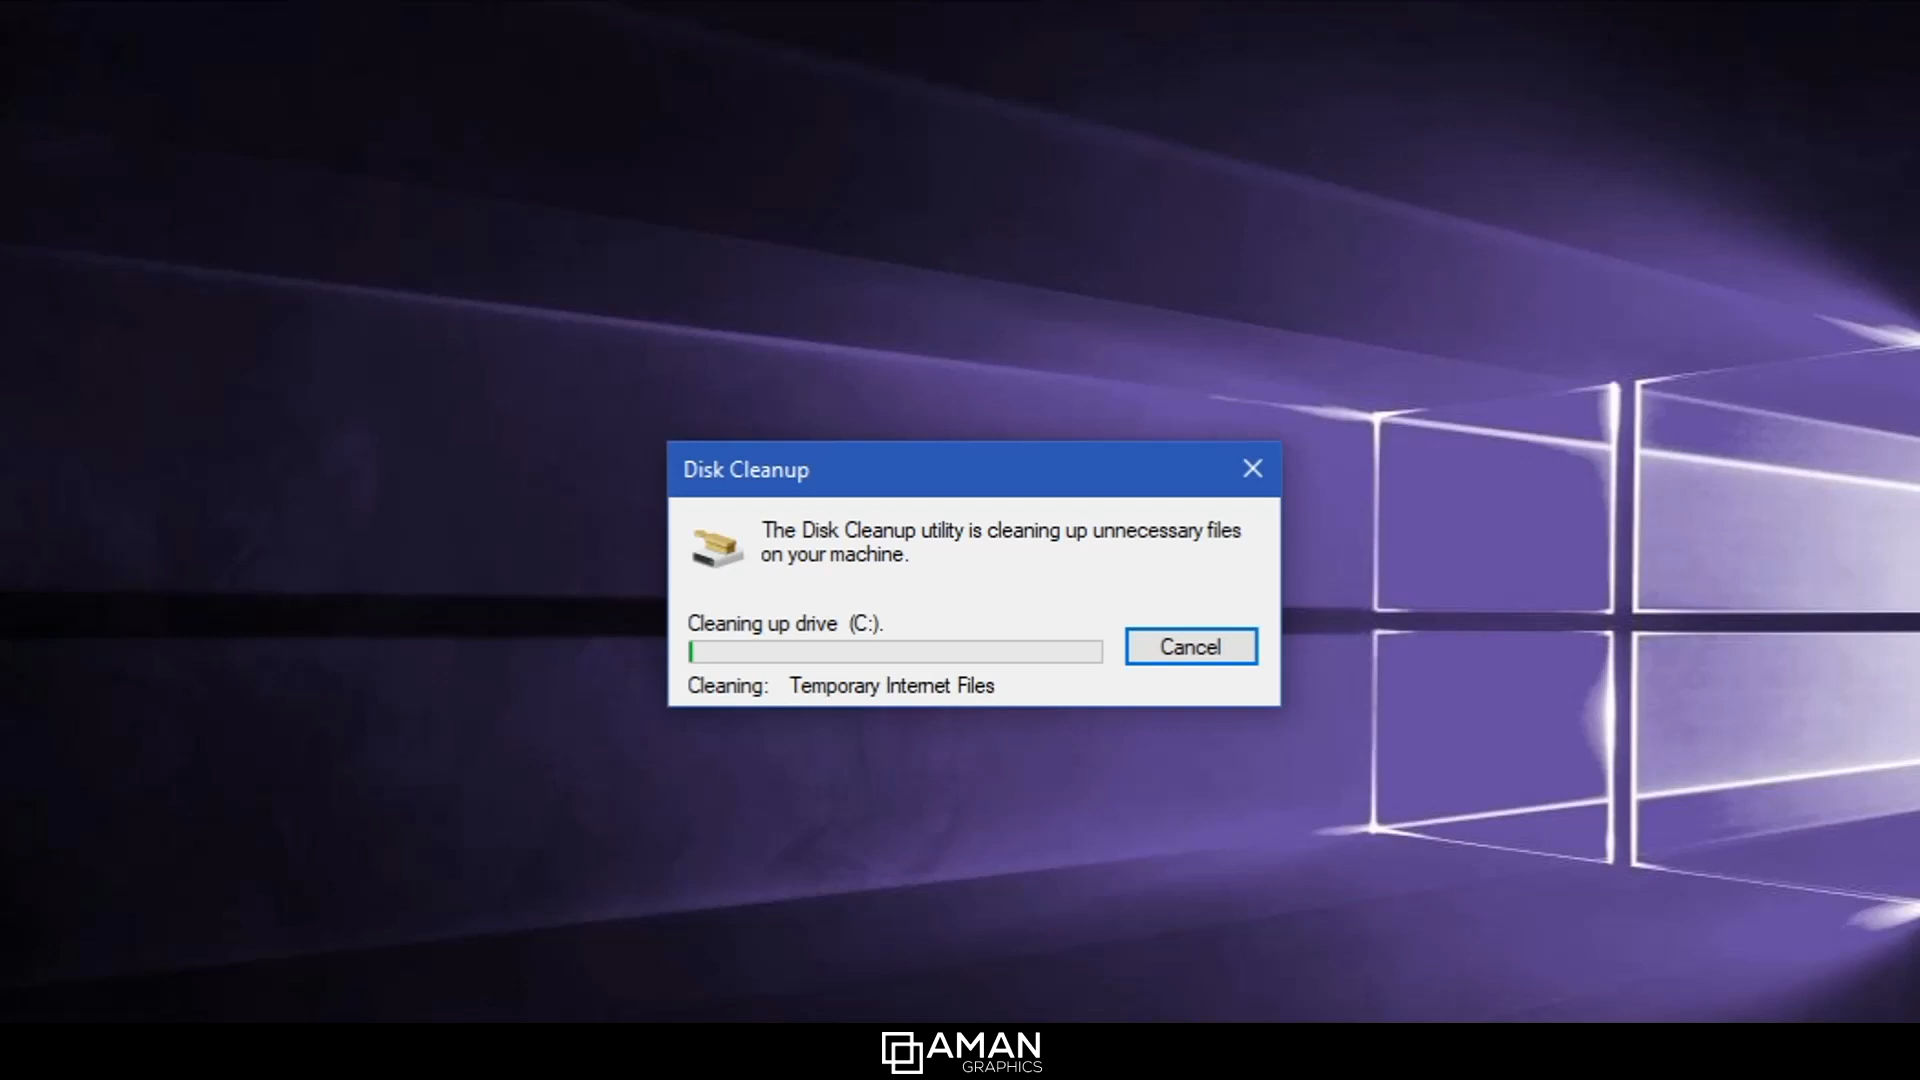 Disk Cleanup
The Disk Cleanup utility is cleaning up unnecessary files
on your machine.
Cleaning up drive (C:).
Cancel
Cleaning: Temporary Internet Files
AMAN
GRAPHICS